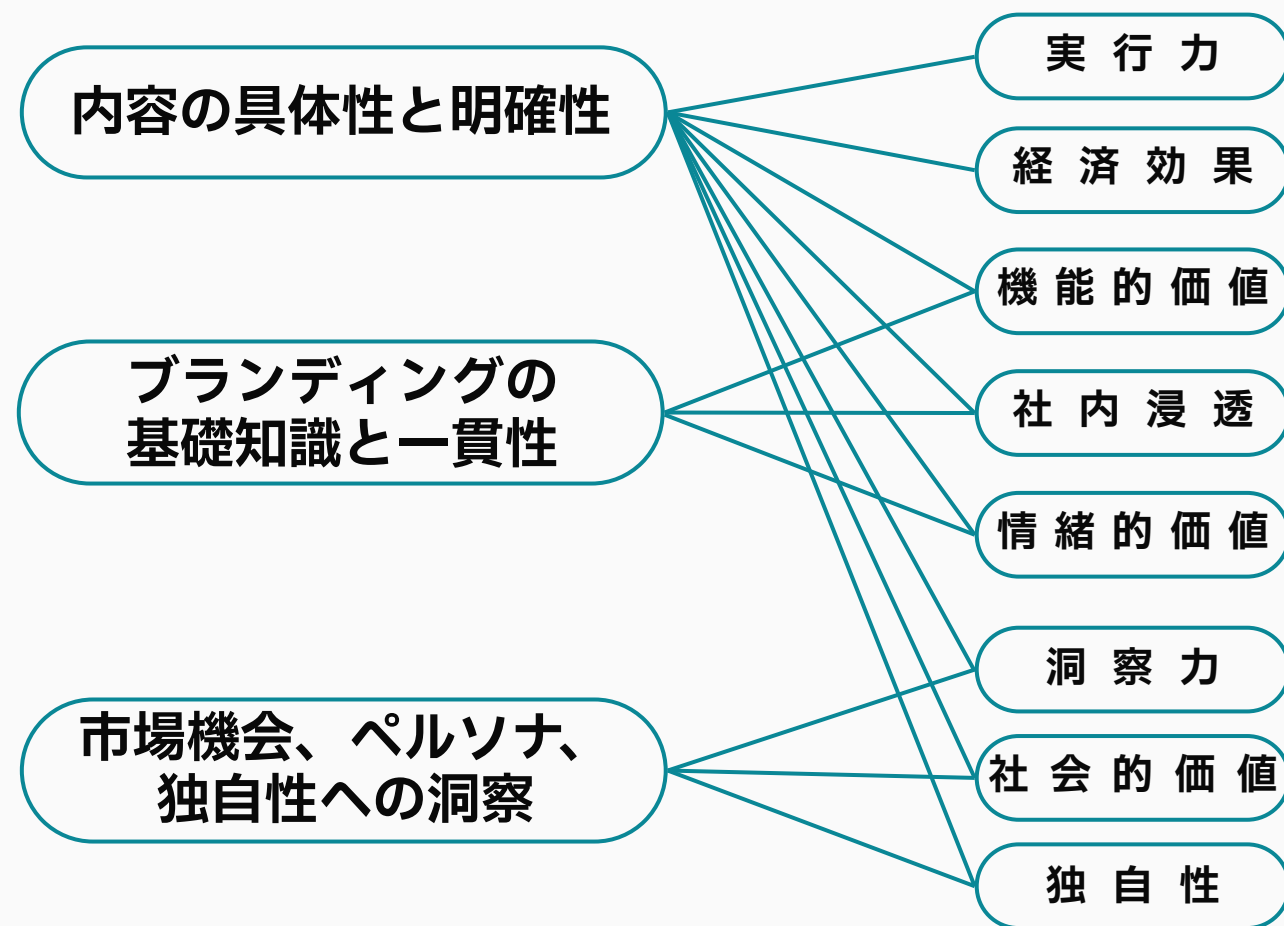 内容の具体性と明確性
ブランディングの
基礎知識と一貫性
市場機会、ペルソナ、
独自性への洞察
実行力
経済効果
機能的価値
社内浸透
情緒的価値
洞察力
社会的価値
独自性